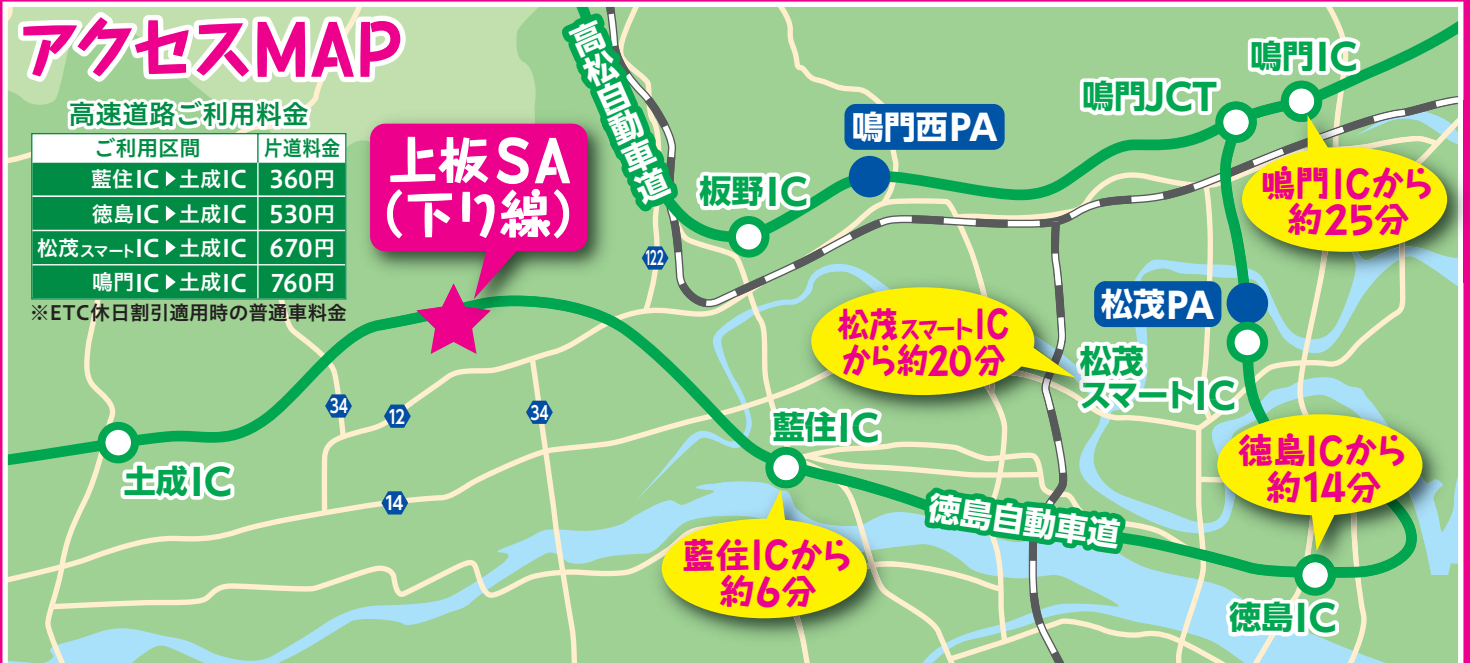 アクセスMAP
高速道路ご利用料金
ご利用区間 片道料金
藍住IC▶土成IC 360円
徳島IC▶土成IC 530円
松茂スマートIC▶土成IC 670円
鳴門IC▶土成IC 760円
※ETC休日割引適用時の普通車料金
上板SA
(下り線)
高松自動車道
板野IC
鳴門西PA
鳴門JCT
鳴門IC
鳴門ICから
約25分
122
松茂PA
松茂スマートIC
から約20分
松茂
スマートIC
34
12
34
14
土成IC
藍住IC
藍住ICから
約6分
徳島自動車道
徳島ICから
約14分
徳島IC